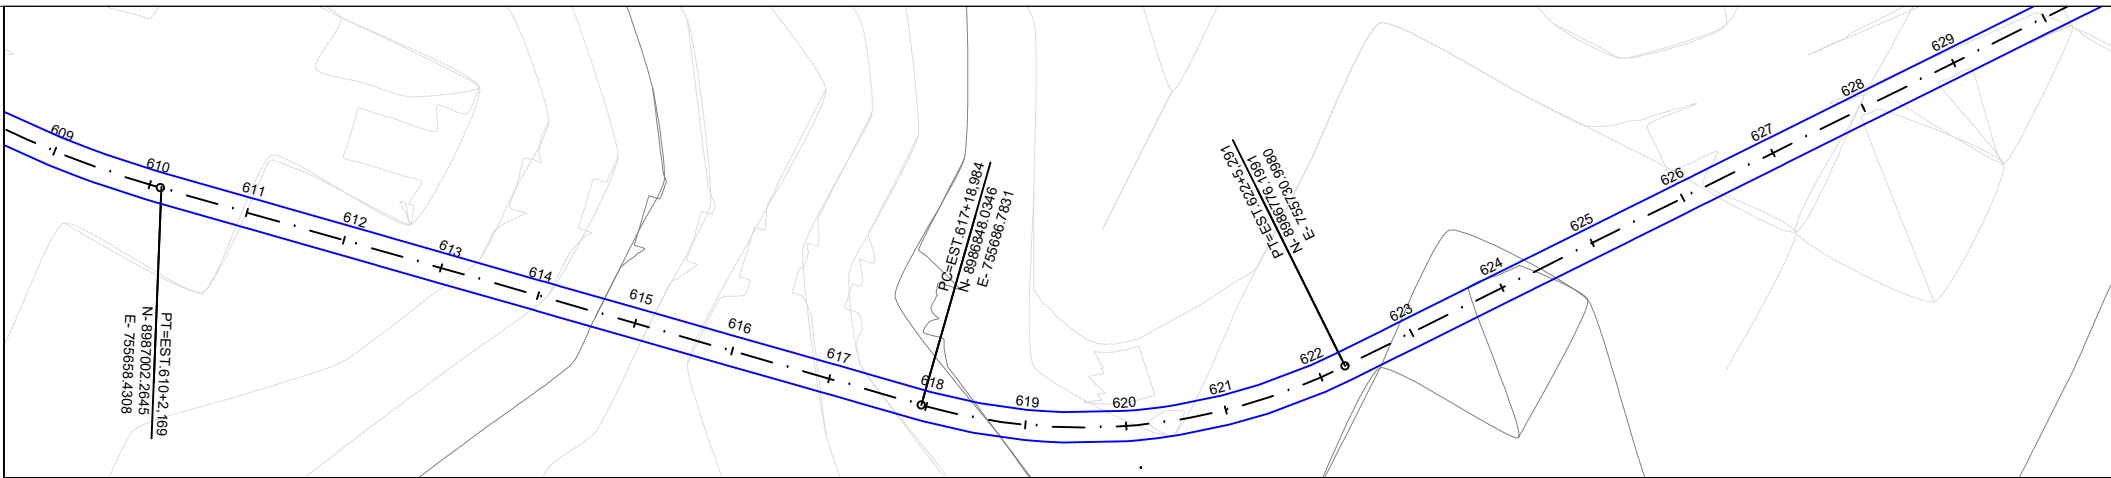 609
610
611
612
613
614
615
616
617
618
619
620
621
622
623
624
625
626
627
628
629
PT=EST.610+2,169
N- 8987002.2645
E- 755658.4308
PC=EST.617+18,984
N- 8986848.0346
E- 755686.7831
PT=EST.622+5,291
N- 8986776.1991
E- 755730.9980